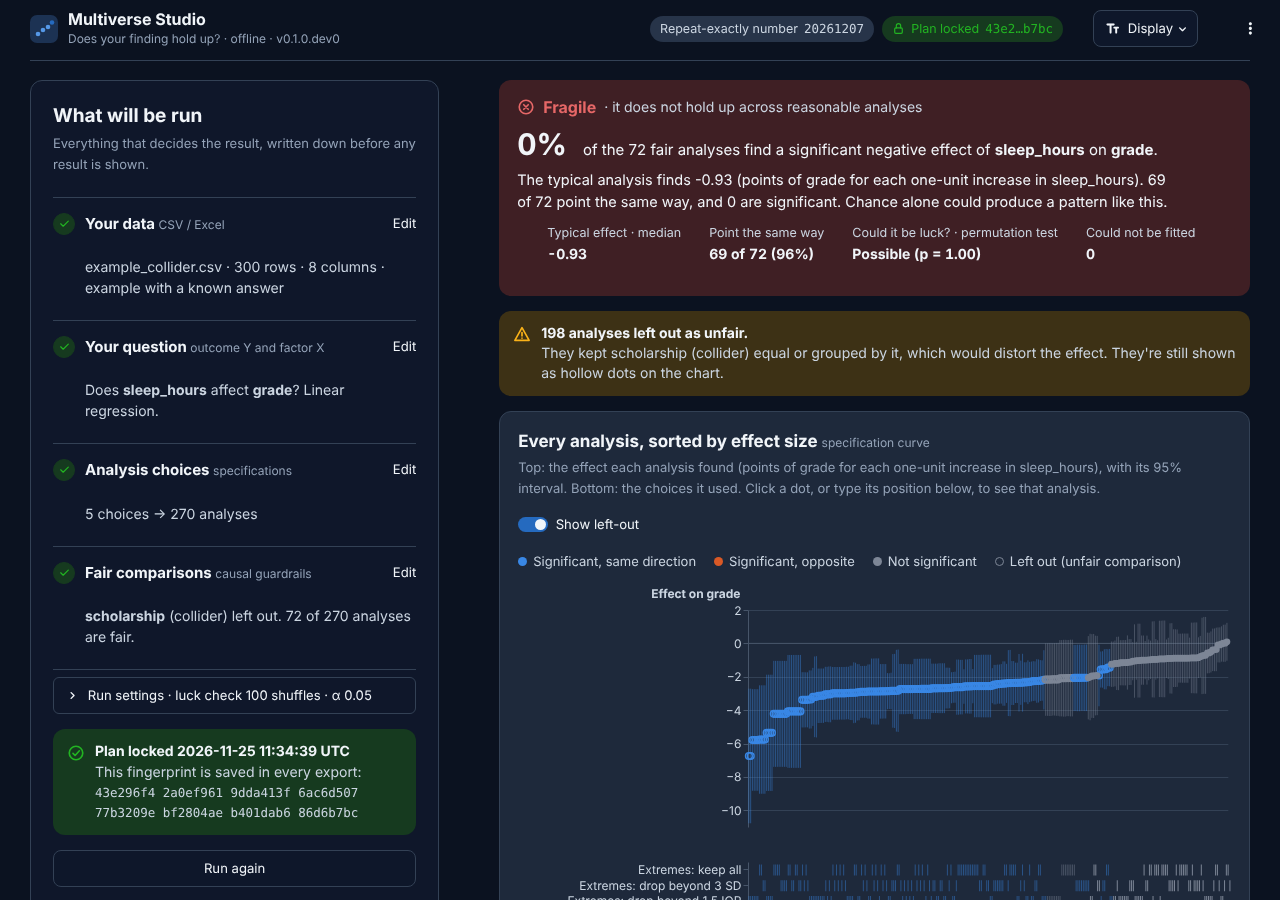 Multiverse Studio
Does your finding hold up? · offline · v0.1.0.dev0
Repeat-exactly number 20261207
Plan locked 43e2…b7bc
Display
What will be run
Everything that decides the result, written down before any
result is shown.
Your data CSV / Excel
Edit
example_collider.csv · 300 rows · 8 columns ·
example with a known answer
Your question outcome Y and factor X
Edit
Does sleep_hours affect grade? Linear
regression.
Analysis choices specifications
Edit
5 choices → 270 analyses
Fair comparisons causal guardrails
Edit
scholarship (collider) left out. 72 of 270 analyses
are fair.
Run settings · luck check 100 shuffles · α 0.05
Plan locked 2026-11-25 11:34:39 UTC
This fingerprint is saved in every export:
43e296f4 2a0ef961 9dda413f 6ac6d507
77b3209e bf2804ae b401dab6 86d6b7bc
Run again
Fragile · it does not hold up across reasonable analyses
0% of the 72 fair analyses find a significant negative effect of sleep_hours on grade.
The typical analysis finds -0.93 (points of grade for each one-unit increase in sleep_hours). 69
of 72 point the same way, and 0 are significant. Chance alone could produce a pattern like this.
Typical effect · median
-0.93
Point the same way
69 of 72 (96%)
Could it be luck? · permutation test
Possible (p = 1.00)
Could not be fitted
0
198 analyses left out as unfair.
They kept scholarship (collider) equal or grouped by it, which would distort the effect. They're still shown
as hollow dots on the chart.
Every analysis, sorted by effect size specification curve
Top: the effect each analysis found (points of grade for each one-unit increase in sleep_hours), with its 95%
interval. Bottom: the choices it used. Click a dot, or type its position below, to see that analysis.
Show left-out
Significant, same direction
Significant, opposite
Not significant
Left out (unfair comparison)
Effect on grade
2
0
−2
−4
−6
−8
−10
Extremes: keep all
Extremes: drop beyond 3 SD
Extremes: drop beyond 1.5 IQR